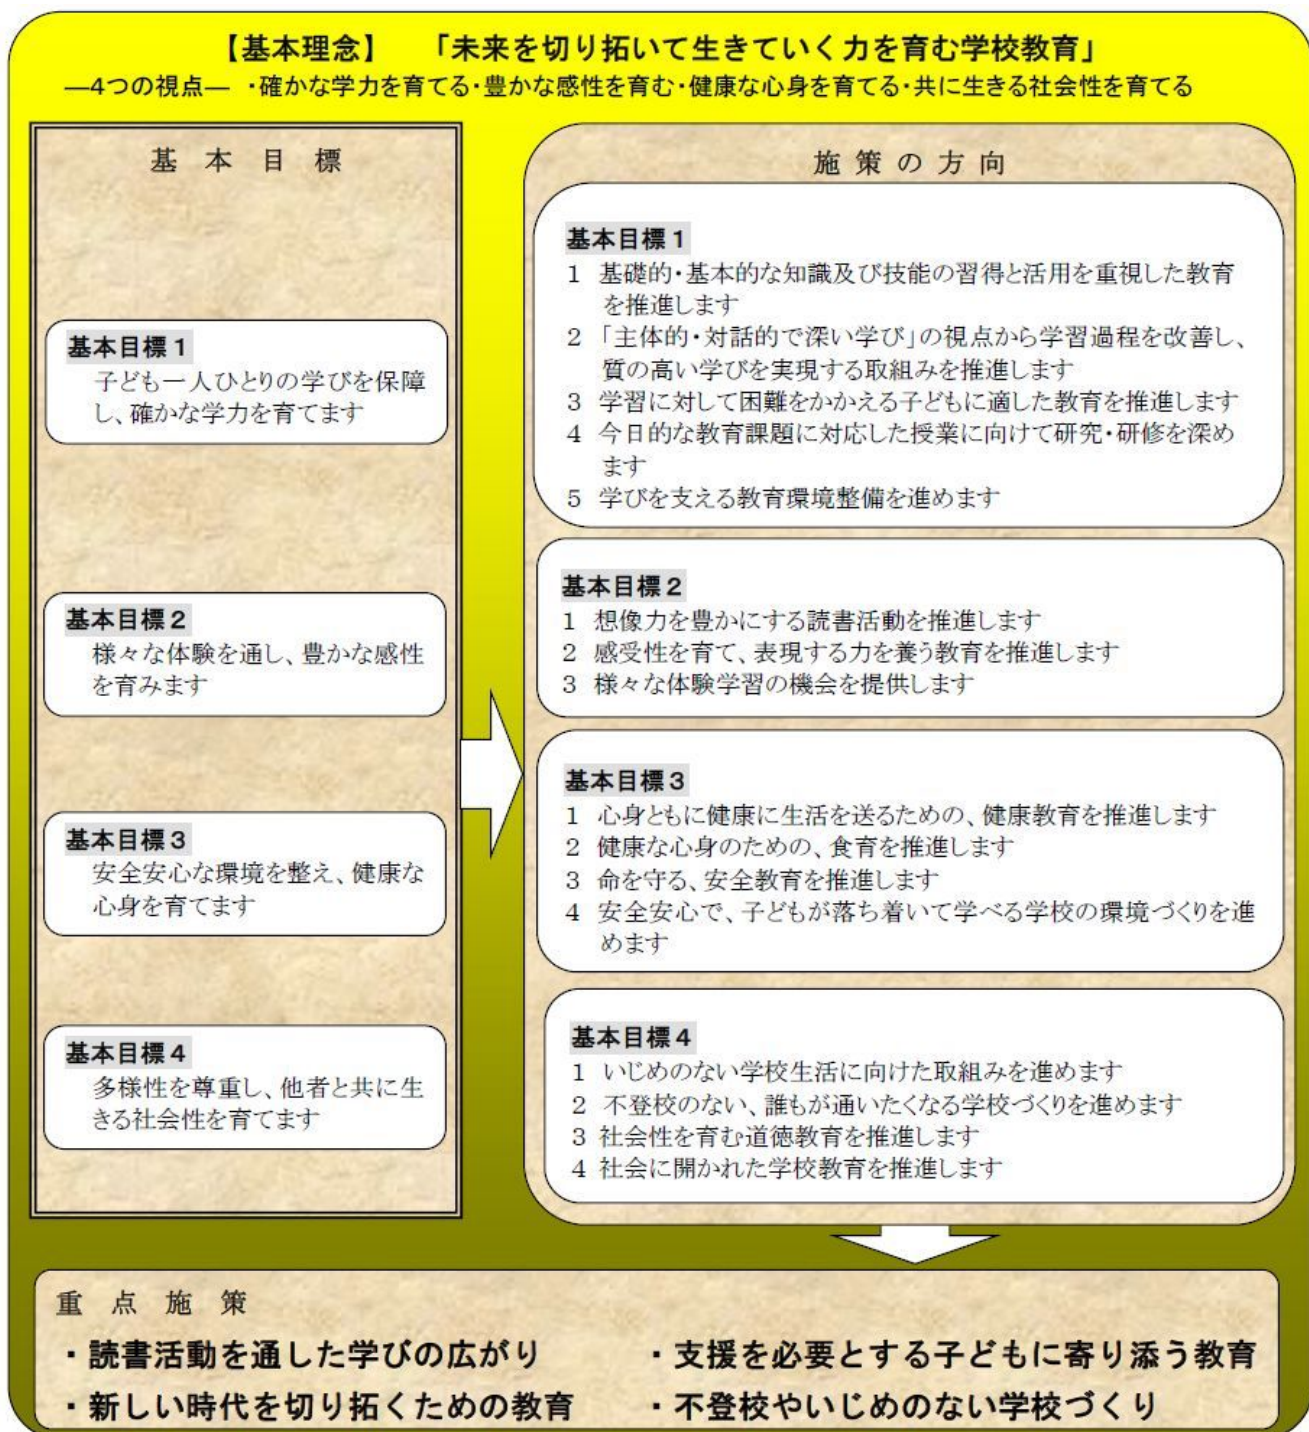 【基本理念】 「未来を切り拓いて生きていく力を育む学校教育」
―4つの視点― ・確かな学力を育てる・豊かな感性を育む・健康な心身を育てる・共に生きる社会性を育てる
基本目標
基本目標1
子ども一人ひとりの学びを保障
し、確かな学力を育てます
基本目標2
様々な体験を通し、豊かな感性
を育みます
基本目標3
安全安心な環境を整え、健康な
心身を育てます
基本目標4
多様性を尊重し、他者と共に生
きる社会性を育てます
施策の方向
基本目標1
1 基礎的・基本的な知識及び技能の習得と活用を重視した教育
を推進します
2 「主体的・対話的で深い学び」の視点から学習過程を改善し、
質の高い学びを実現する取組みを推進します
3 学習に対して困難をかかえる子どもに適した教育を推進します
4 今日的な教育課題に対応した授業に向けて研究・研修を深め
ます
5 学びを支える教育環境整備を進めます
基本目標2
1 想像力を豊かにする読書活動を推進します
2 感受性を育て、表現する力を養う教育を推進します
3 様々な体験学習の機会を提供します
基本目標3
1 心身ともに健康に生活を送るための、健康教育を推進します
2 健康な心身のための、食育を推進します
3 命を守る、安全教育を推進します
4 安全安心で、子どもが落ち着いて学べる学校の環境づくりを進
めます
基本目標4
1 いじめのない学校生活に向けた取組みを進めます
2 不登校のない、誰もが通いたくなる学校づくりを進めます
3 社会性を育む道徳教育を推進します
4 社会に開かれた学校教育を推進します
重点施策
・読書活動を通した学びの広がり
・支援を必要とする子どもに寄り添う教育
・新しい時代を切り拓くための教育
・不登校やいじめのない学校づくり